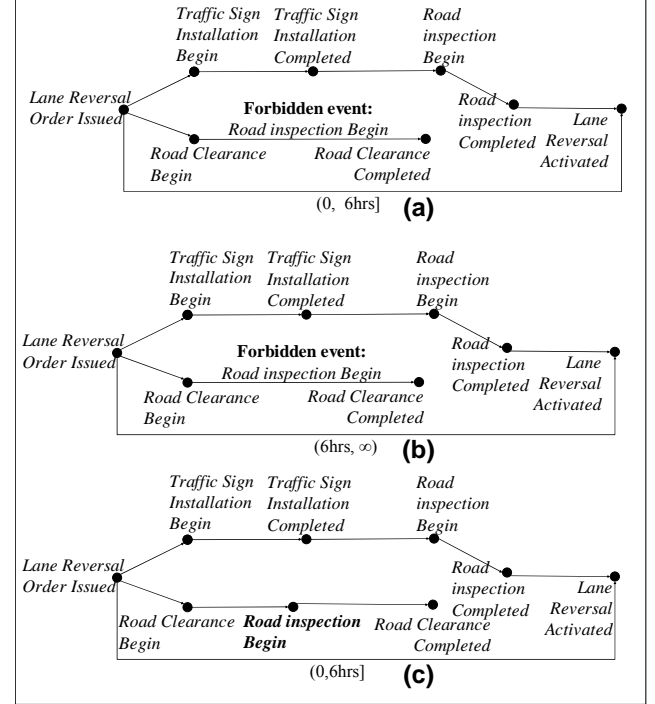 Traffic Sign
Installation
Begin
Traffic Sign
Installation
Completed
Road
inspection
Begin
Lane Reversal
Order Issued
Forbidden event:
Road inspection Begin
Road Clearance
Begin
Road Clearance
Completed
Road
inspection
Completed
Lane
Reversal
Activated
(0, 6hrs]
(a)
Traffic Sign
Installation
Begin
Traffic Sign
Installation
Completed
Road
inspection
Begin
Lane Reversal
Order Issued
Forbidden event:
Road inspection Begin
Road Clearance
Begin
Road Clearance
Completed
Road
inspection
Completed
Lane
Reversal
Activated
(6hrs, ∞)
(b)
Traffic Sign
Installation
Begin
Traffic Sign
Installation
Completed
Road
inspection
Begin
Lane Reversal
Order Issued
Road Clearance
Begin
Road inspection
Begin
Road Clearance
Completed
Road
inspection
Completed
Lane
Reversal
Activated
(0,6hrs]
(c)